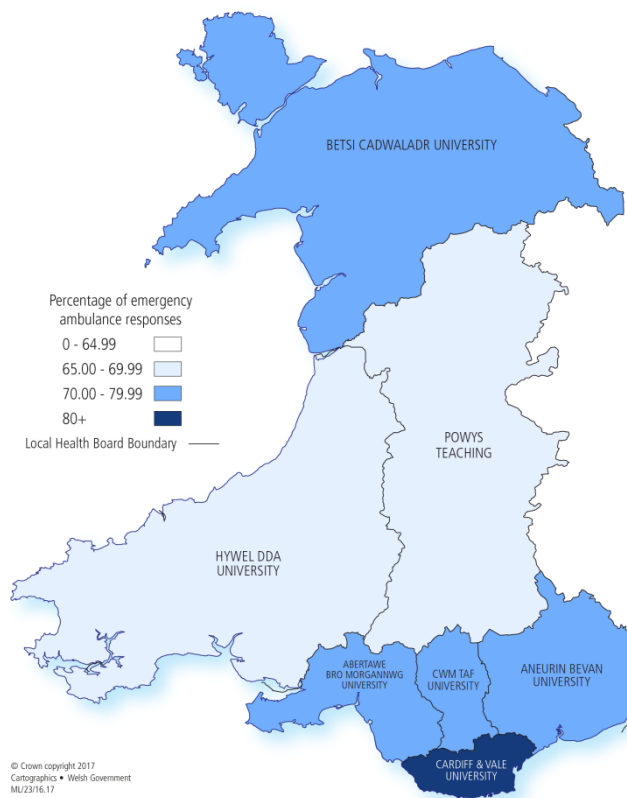 BETSI CADWALADR UNIVERSITY
Percentage of emergency
ambulance responses
0 - 64.99
65.00 - 69.99
70.00 - 79.99
80+
Local Health Board Boundary
POWYS
TEACHING
HYWEL DDA
UNIVERSITY
ABERTAWE
BRO MORGANNWG
UNIVERSITY
CWM TAF
UNIVERSITY
ANEURIN BEVAN
UNIVERSITY
CARDIFF & VALE
UNIVERSITY
© Crown copyright 2017
Cartographics • Welsh Government
ML/23/16.17